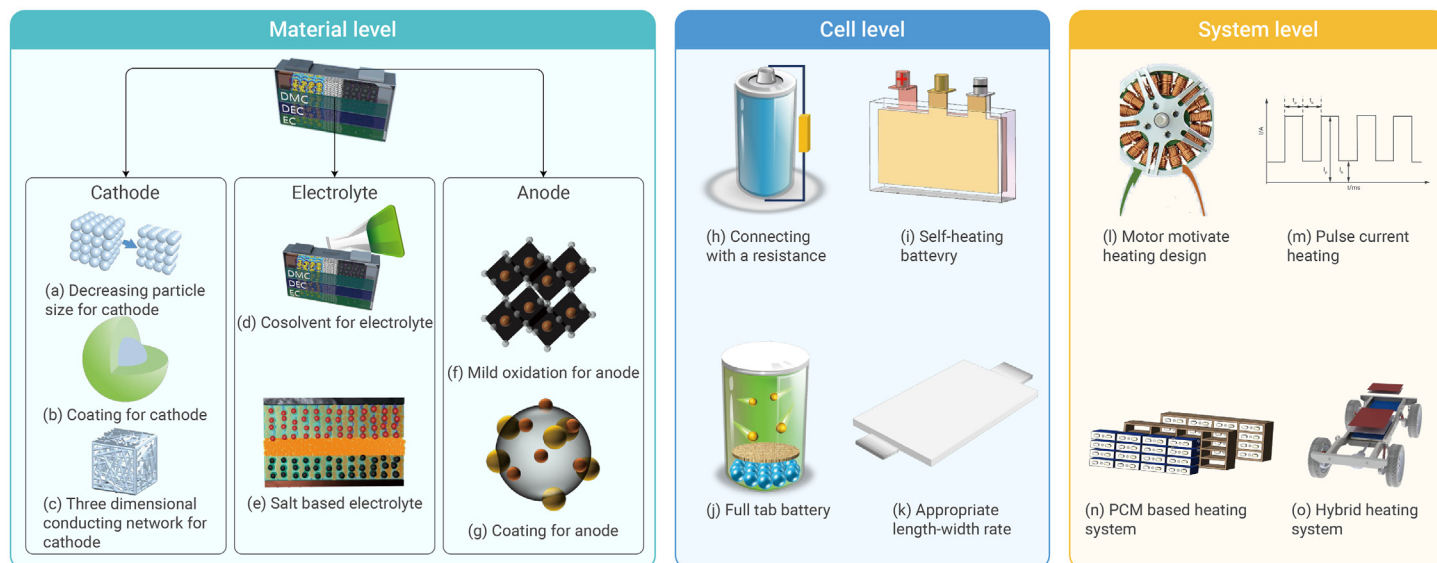 Material level
DMC
DEC
EC
Cathode
(a) Decreasing particle
size for cathode
(b) Coating for cathode
(c) Three dimensional
conducting network for
cathode
Electrolyte
DMC
DEC
EC
(d) Cosolvent for electrolyte
(e) Salt based electrolyte
Anode
(f) Mild oxidation for anode
(g) Coating for anode
Cell level
(h) Connecting
with a resistance
+
(i) Self-heating
battevry
(j) Full tab battery
(k) Appropriate
length-width rate
System level
(l) Motor motivate
heating design
I/A
t/ms
(m) Pulse current
heating
(n) PCM based heating
system
(o) Hybrid heating
system